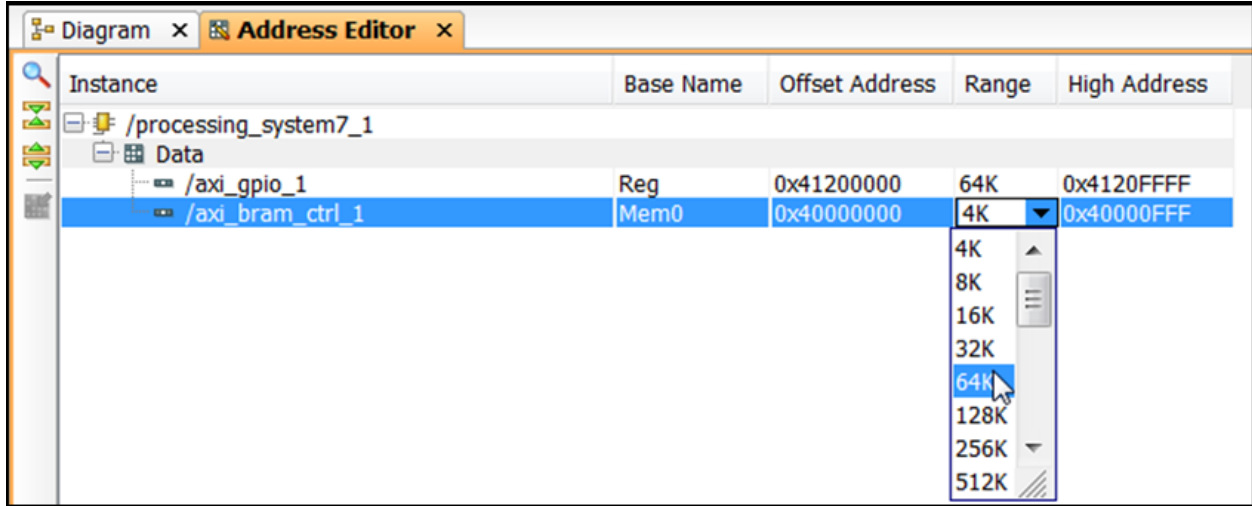 Diagram × Address Editor ×
Instance Base Name Offset Address Range High Address
/processing_system7_1
Data
/axi_gpio_1 Reg 0x41200000 64K 0x4120FFFF
/axi_bram_ctrl_1 Mem0 0x40000000 4K 0x40000FFF
4K
8K
16K
32K
64K
128K
256K
512K